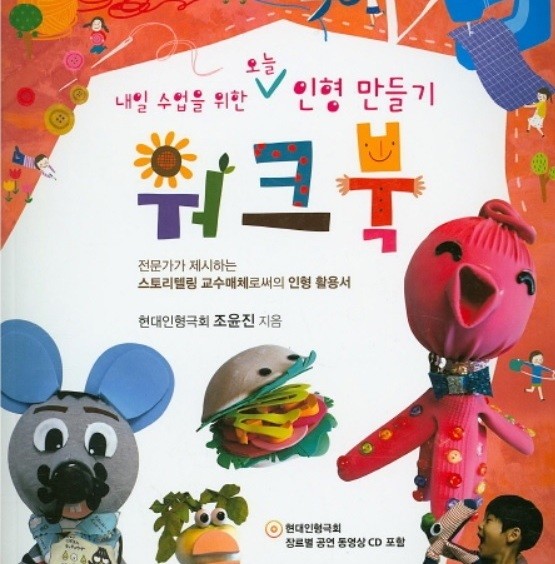 오늘
내일 수업을 위한 인형 만들기
워크북
전문가가 제시하는
스토리텔링 교수매체로써의 인형 활용서
현대인형극회 조윤진 지음
현대인형극회
장르별 공연 동영상 CD 포함